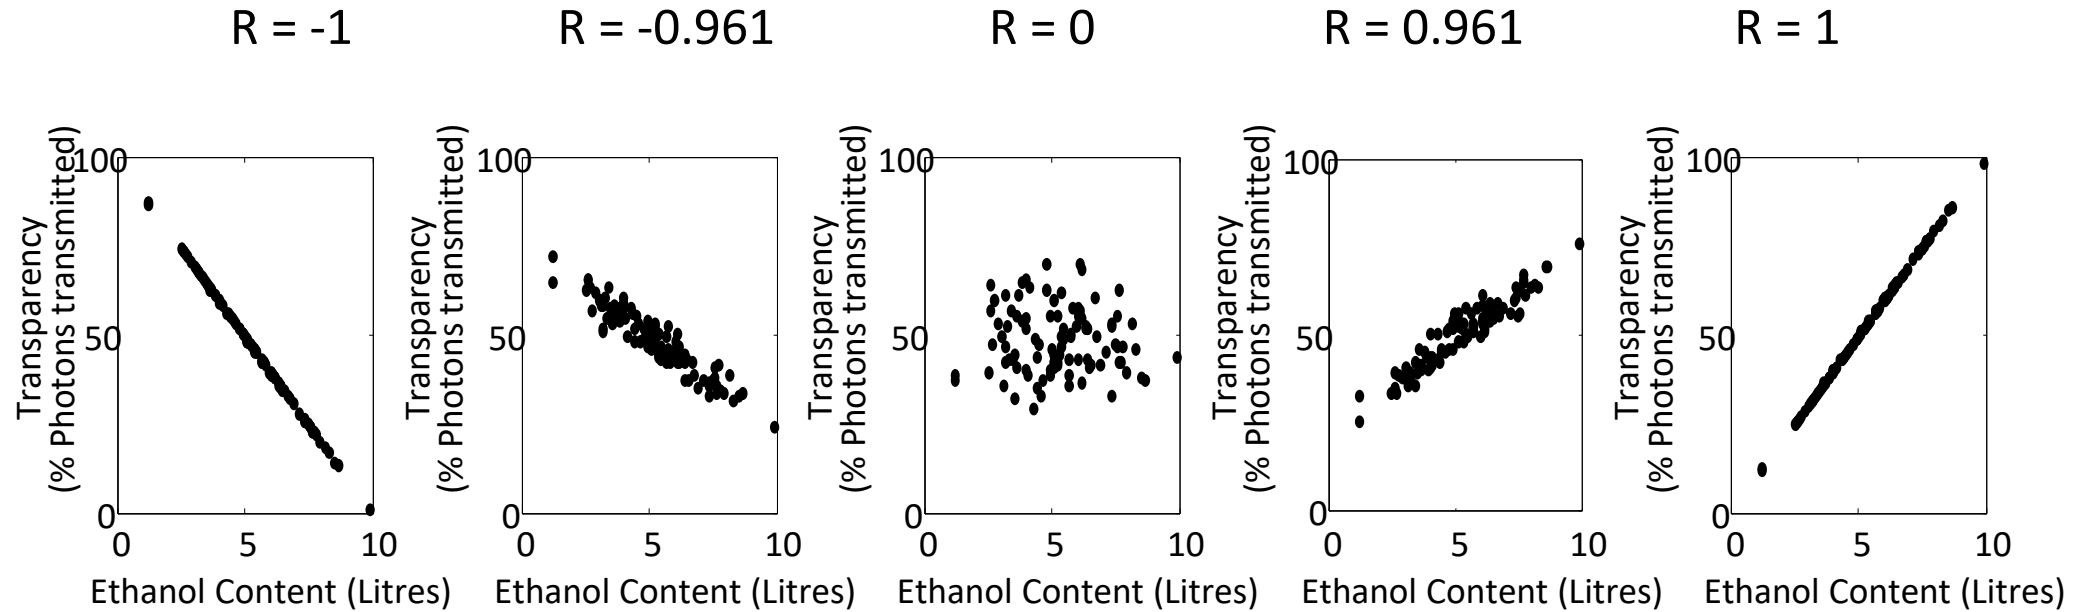 R = -1
R = -0.961
R = 0
R = 0.961
R = 1
Transparency
(% Photons transmitted)
100
50
0
0 5 10
Ethanol Content (Litres)
Transparency
(% Photons transmitted)
100
50
0
0 5 10
Ethanol Content (Litres)
Transparency
(% Photons transmitted)
100
50
0
0 5 10
Ethanol Content (Litres)
Transparency
(% Photons transmitted)
100
50
0
0 5 10
Ethanol Content (Litres)
Transparency
(% Photons transmitted)
100
50
0
0 5 10
Ethanol Content (Litres)